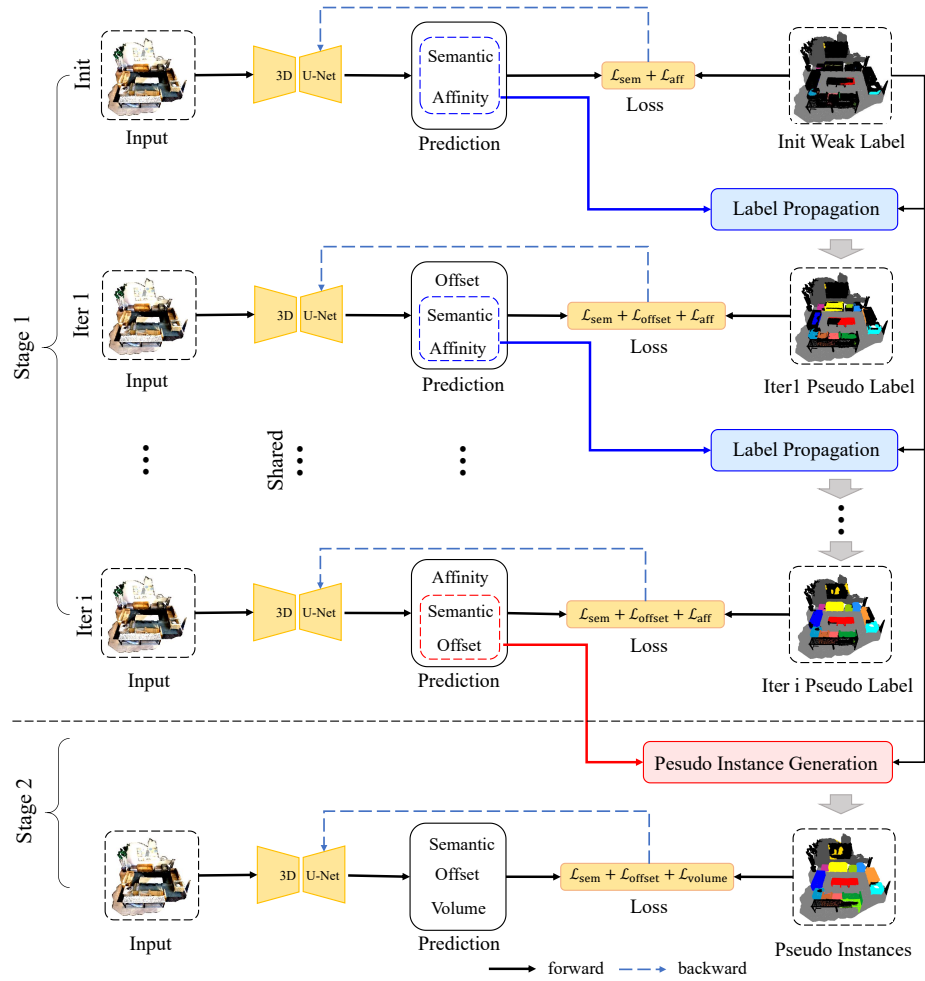 Init
3D U-Net
Semantic
Affinity
ℒsem + ℒaff
Input
Prediction
Loss
Init Weak Label
Label Propagation
Stage 1
Iter 1
3D U-Net
Offset
Semantic
Affinity
ℒsem + ℒoffset + ℒaff
Input
Prediction
Loss
Iter1 Pseudo Label
Shared
Label Propagation
Iter i
3D U-Net
Affinity
Semantic
Offset
ℒsem + ℒoffset + ℒaff
Input
Prediction
Loss
Iter i Pseudo Label
Stage 2
Pesudo Instance Generation
3D U-Net
Semantic
Offset
Volume
ℒsem + ℒoffset + ℒvolume
Input
Prediction
Loss
Pseudo Instances
forward
backward